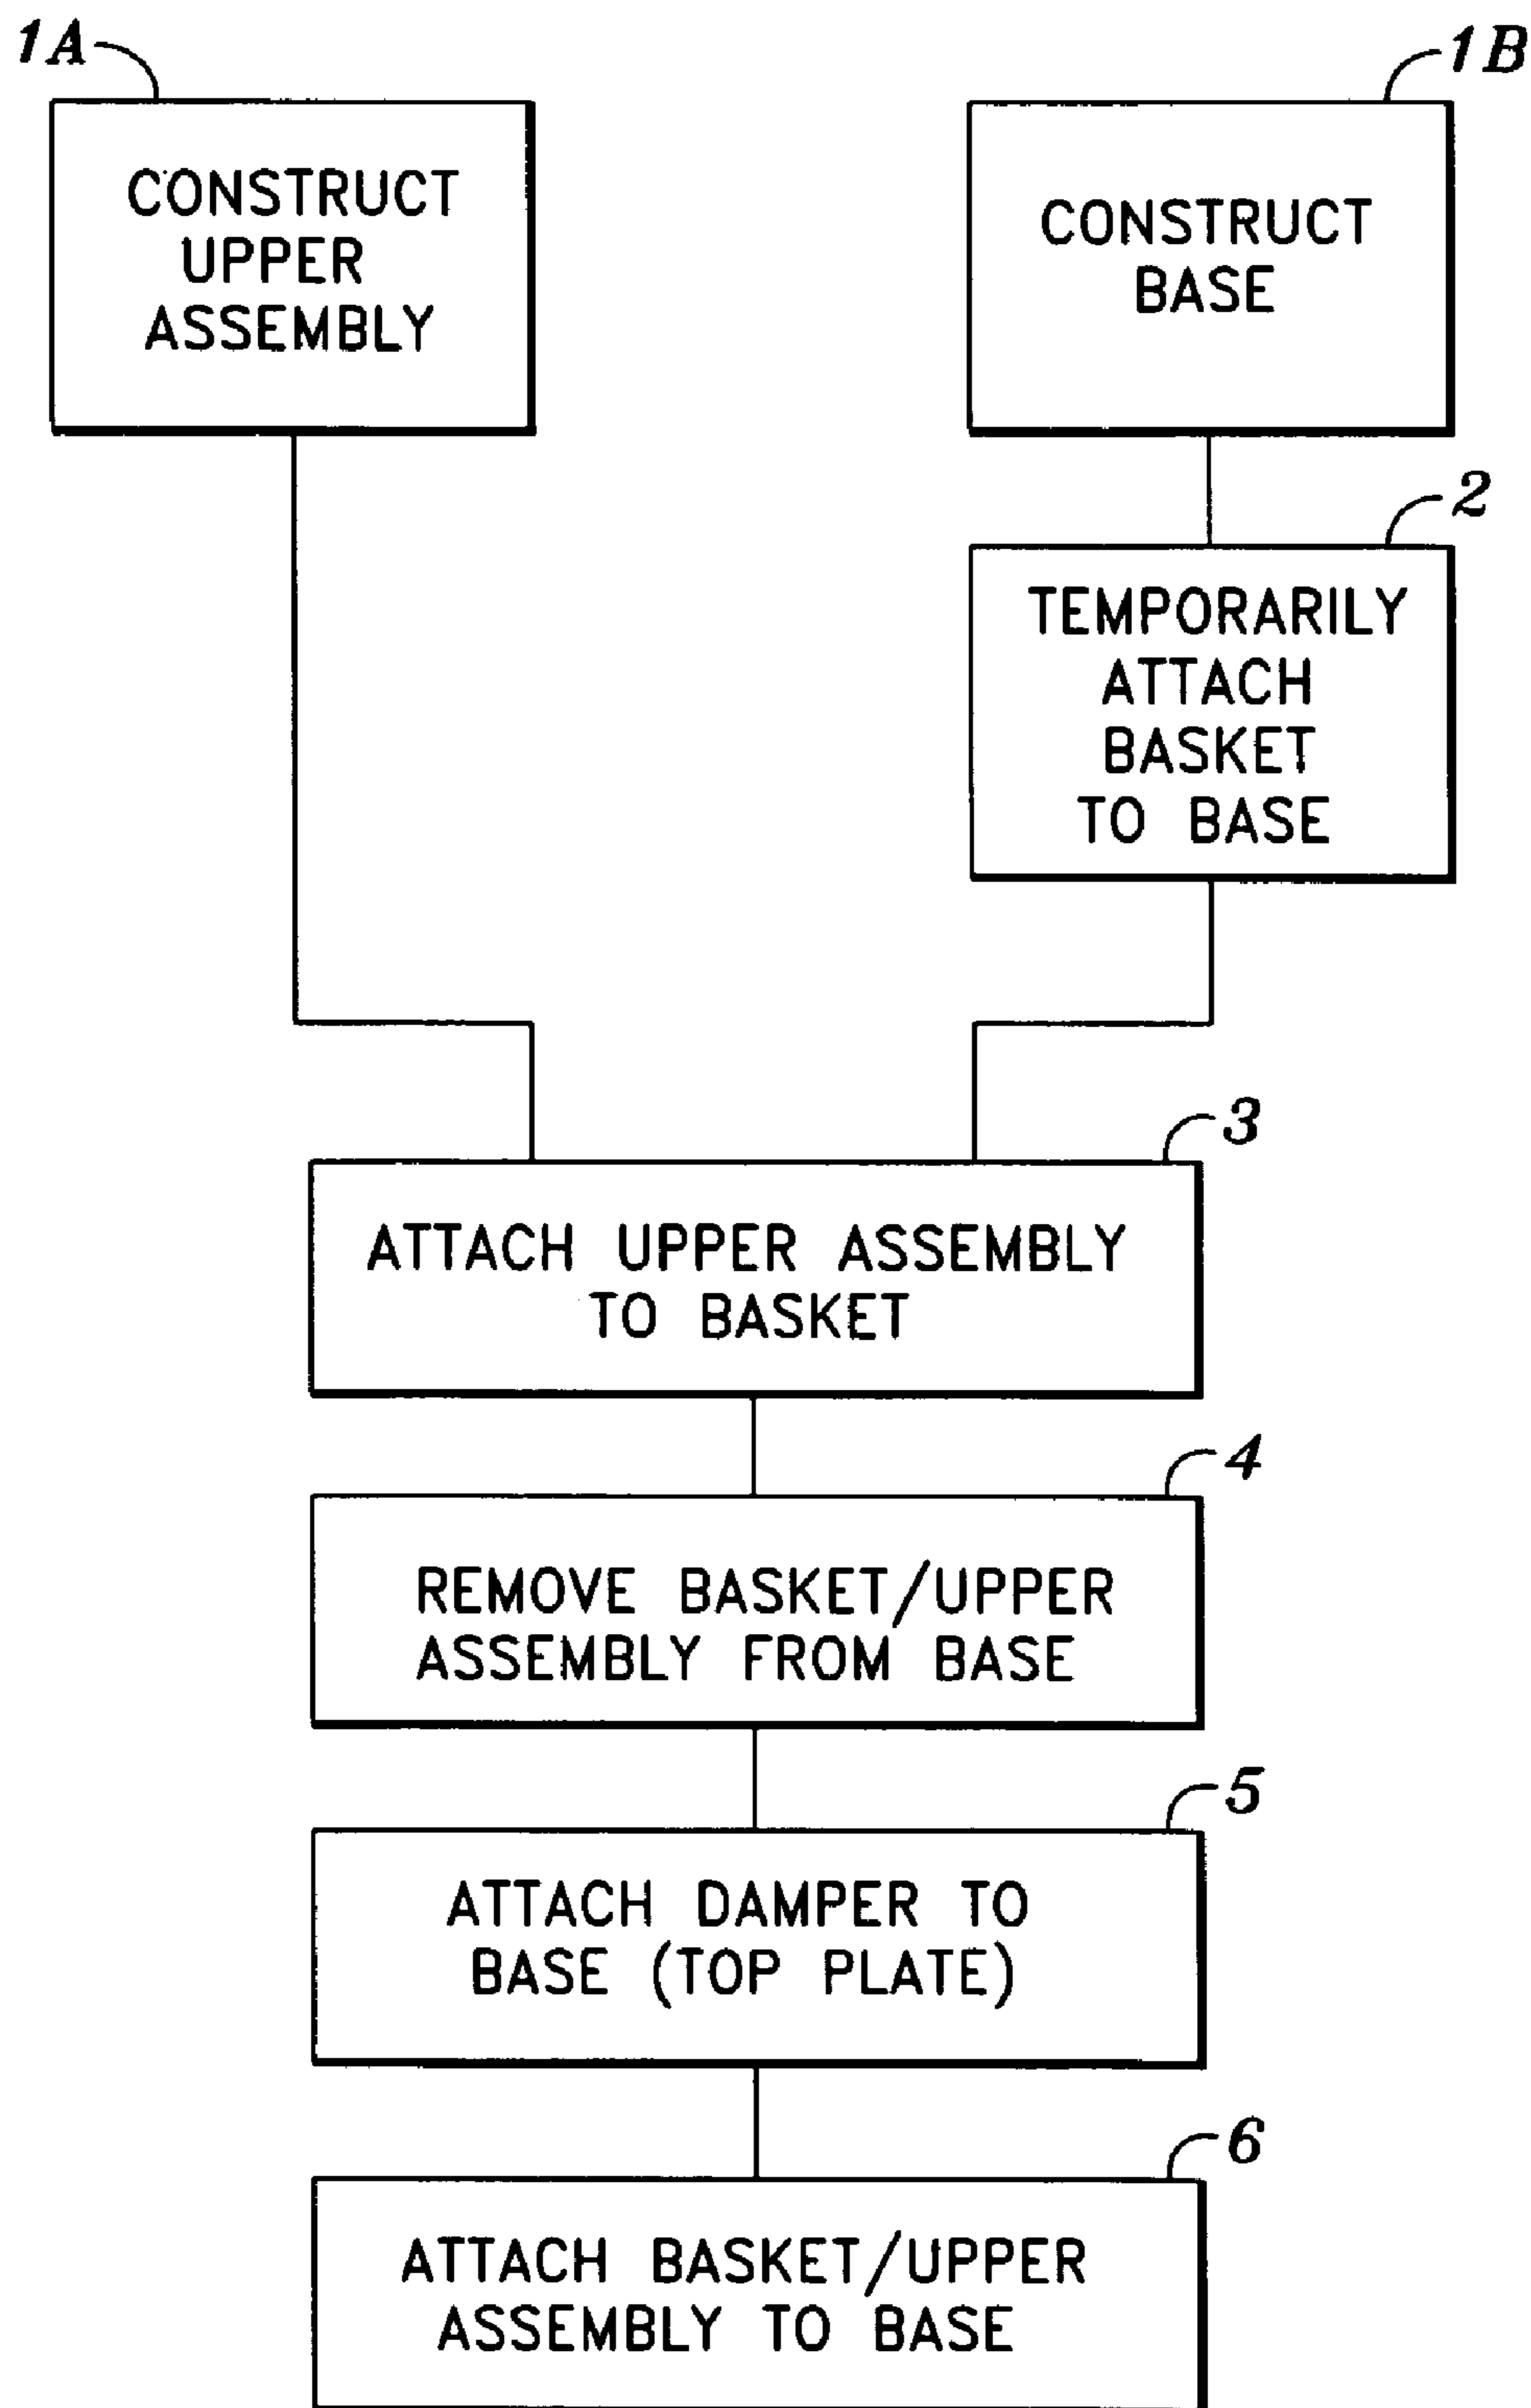 1A
CONSTRUCT
UPPER
ASSEMBLY
1B
CONSTRUCT
BASE
2
TEMPORARILY
ATTACH
BASKET
TO BASE
3
ATTACH UPPER ASSEMBLY
TO BASKET
4
REMOVE BASKET/UPPER
ASSEMBLY FROM BASE
5
ATTACH DAMPER TO
BASE (TOP PLATE)
6
ATTACH BASKET/UPPER
ASSEMBLY TO BASE